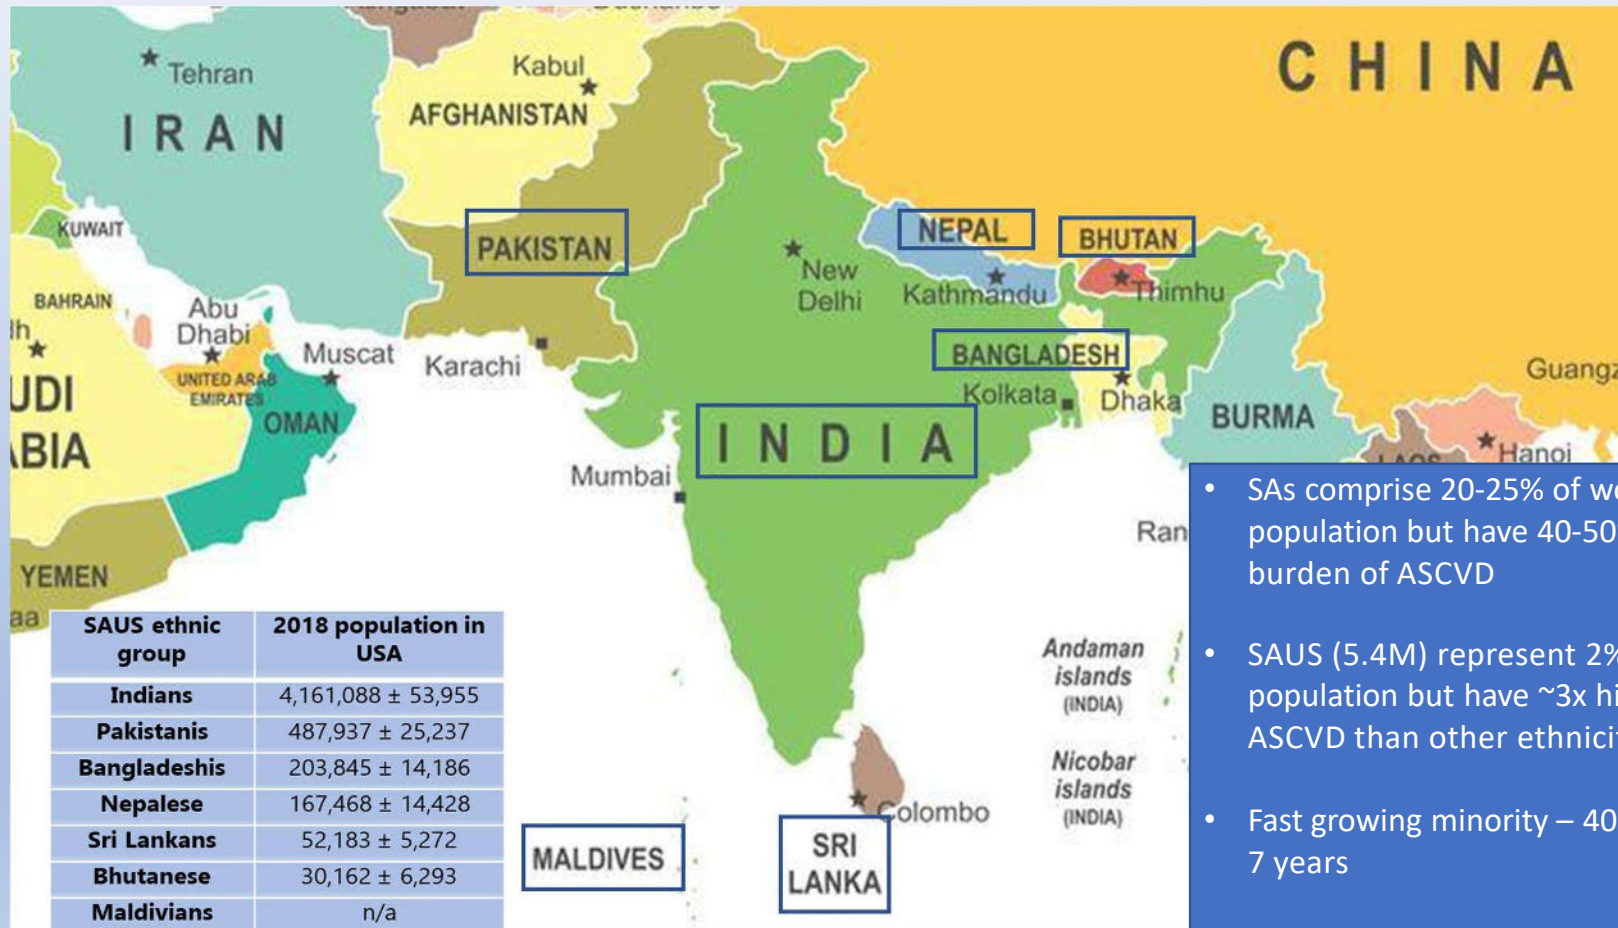 Tehran
IRAN
Kabul
AFGHANISTAN
CHINA
KUWAIT
PAKISTAN
NEPAL
BHUTAN
New
Delhi
Kathmandu
Thimhu
BAHRAIN
Abu
Dhabi
Muscat
Karachi
BANGLADESH
UNITED ARAB
EMIRATES
OMAN
Kolkata
Dhaka
BURMA
INDIA
Mumbai
Hanoi
YEMEN
Andaman
islands
(INDIA)
Nicobar
islands
(INDIA)
Colombo
MALDIVES
SRI
LANKA
SAUS ethnic group 2018 population in USA
Indians 4,161,088 ± 53,955
Pakistanis 487,937 ± 25,237
Bangladeshis 203,845 ± 14,186
Nepalese 167,468 ± 14,428
Sri Lankans 52,183 ± 5,272
Bhutanese 30,162 ± 6,293
Maldivians n/a
• SAs comprise 20-25% of
population but have 40-50
burden of ASCVD
• SAUS (5.4M) represent 2%
population but have ~3x
ASCVD than other
• Fast growing minority – 40
7 years